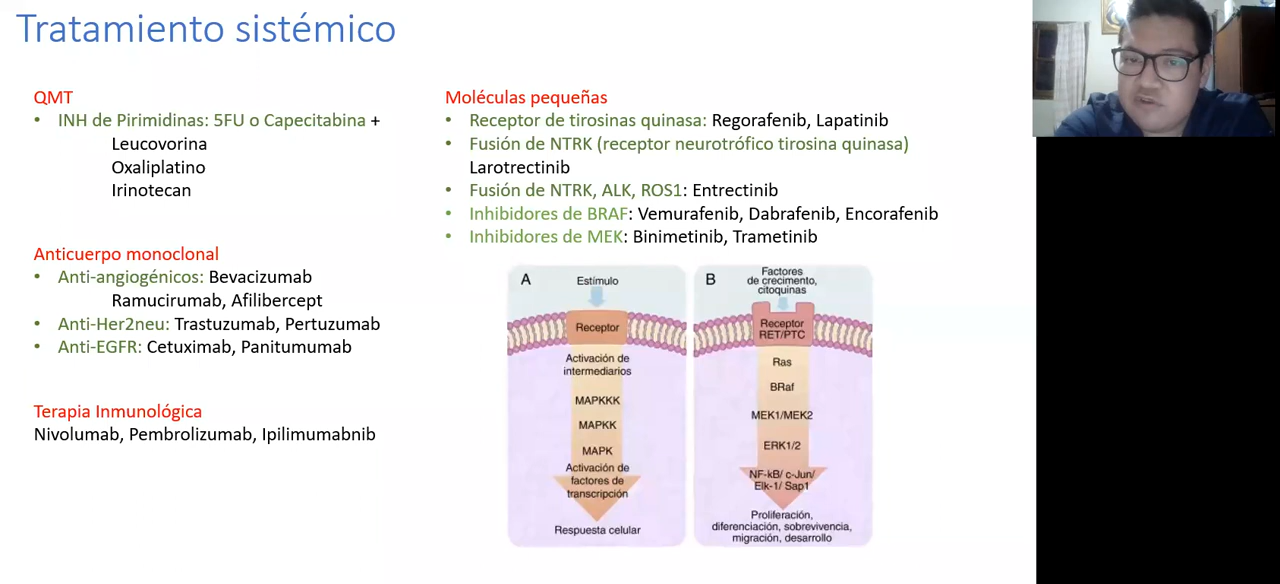 Tratamiento sistémico
QMT
• INH de Pirimidinas: 5FU o Capecitabina +
Leucovorina
Oxaliplatino
Irinotecan
Anticuerpo monoclonal
• Anti-angiogénicos: Bevacizumab
Ramucirumab, Afilibercept
• Anti-Her2neu: Trastuzumab, Pertuzumab
• Anti-EGFR: Cetuximab, Panitumumab
Terapia Inmunológica
Nivolumab, Pembrolizumab, Ipilimumabnib
Moléculas pequeñas
• Receptor de tirosinas quinasa: Regorafenib, Lapatinib
• Fusión de NTRK (receptor neurotrófico tirosina quinasa)
Larotrectinib
• Fusión de NTRK, ALK, ROS1: Entrectinib
• Inhibidores de BRAF: Vemurafenib, Dabrafenib, Encorafenib
• Inhibidores de MEK: Binimetinib, Trametinib
A
Estímulo
Receptor
Activación de
intermediarios
MAPKKK
MAPKK
MAPK
Activación de
factores de
transcripción
Respuesta celular
B
Factores
de crecimiento,
citoquinas
Receptor
RET/PTC
Ras
BRaf
MEK1/MEK2
ERK1/2
NF-kB/ c-Jun/
Elk-1/ Sap1
Proliferación,
diferenciación, sobrevivencia,
migración, desarrollo